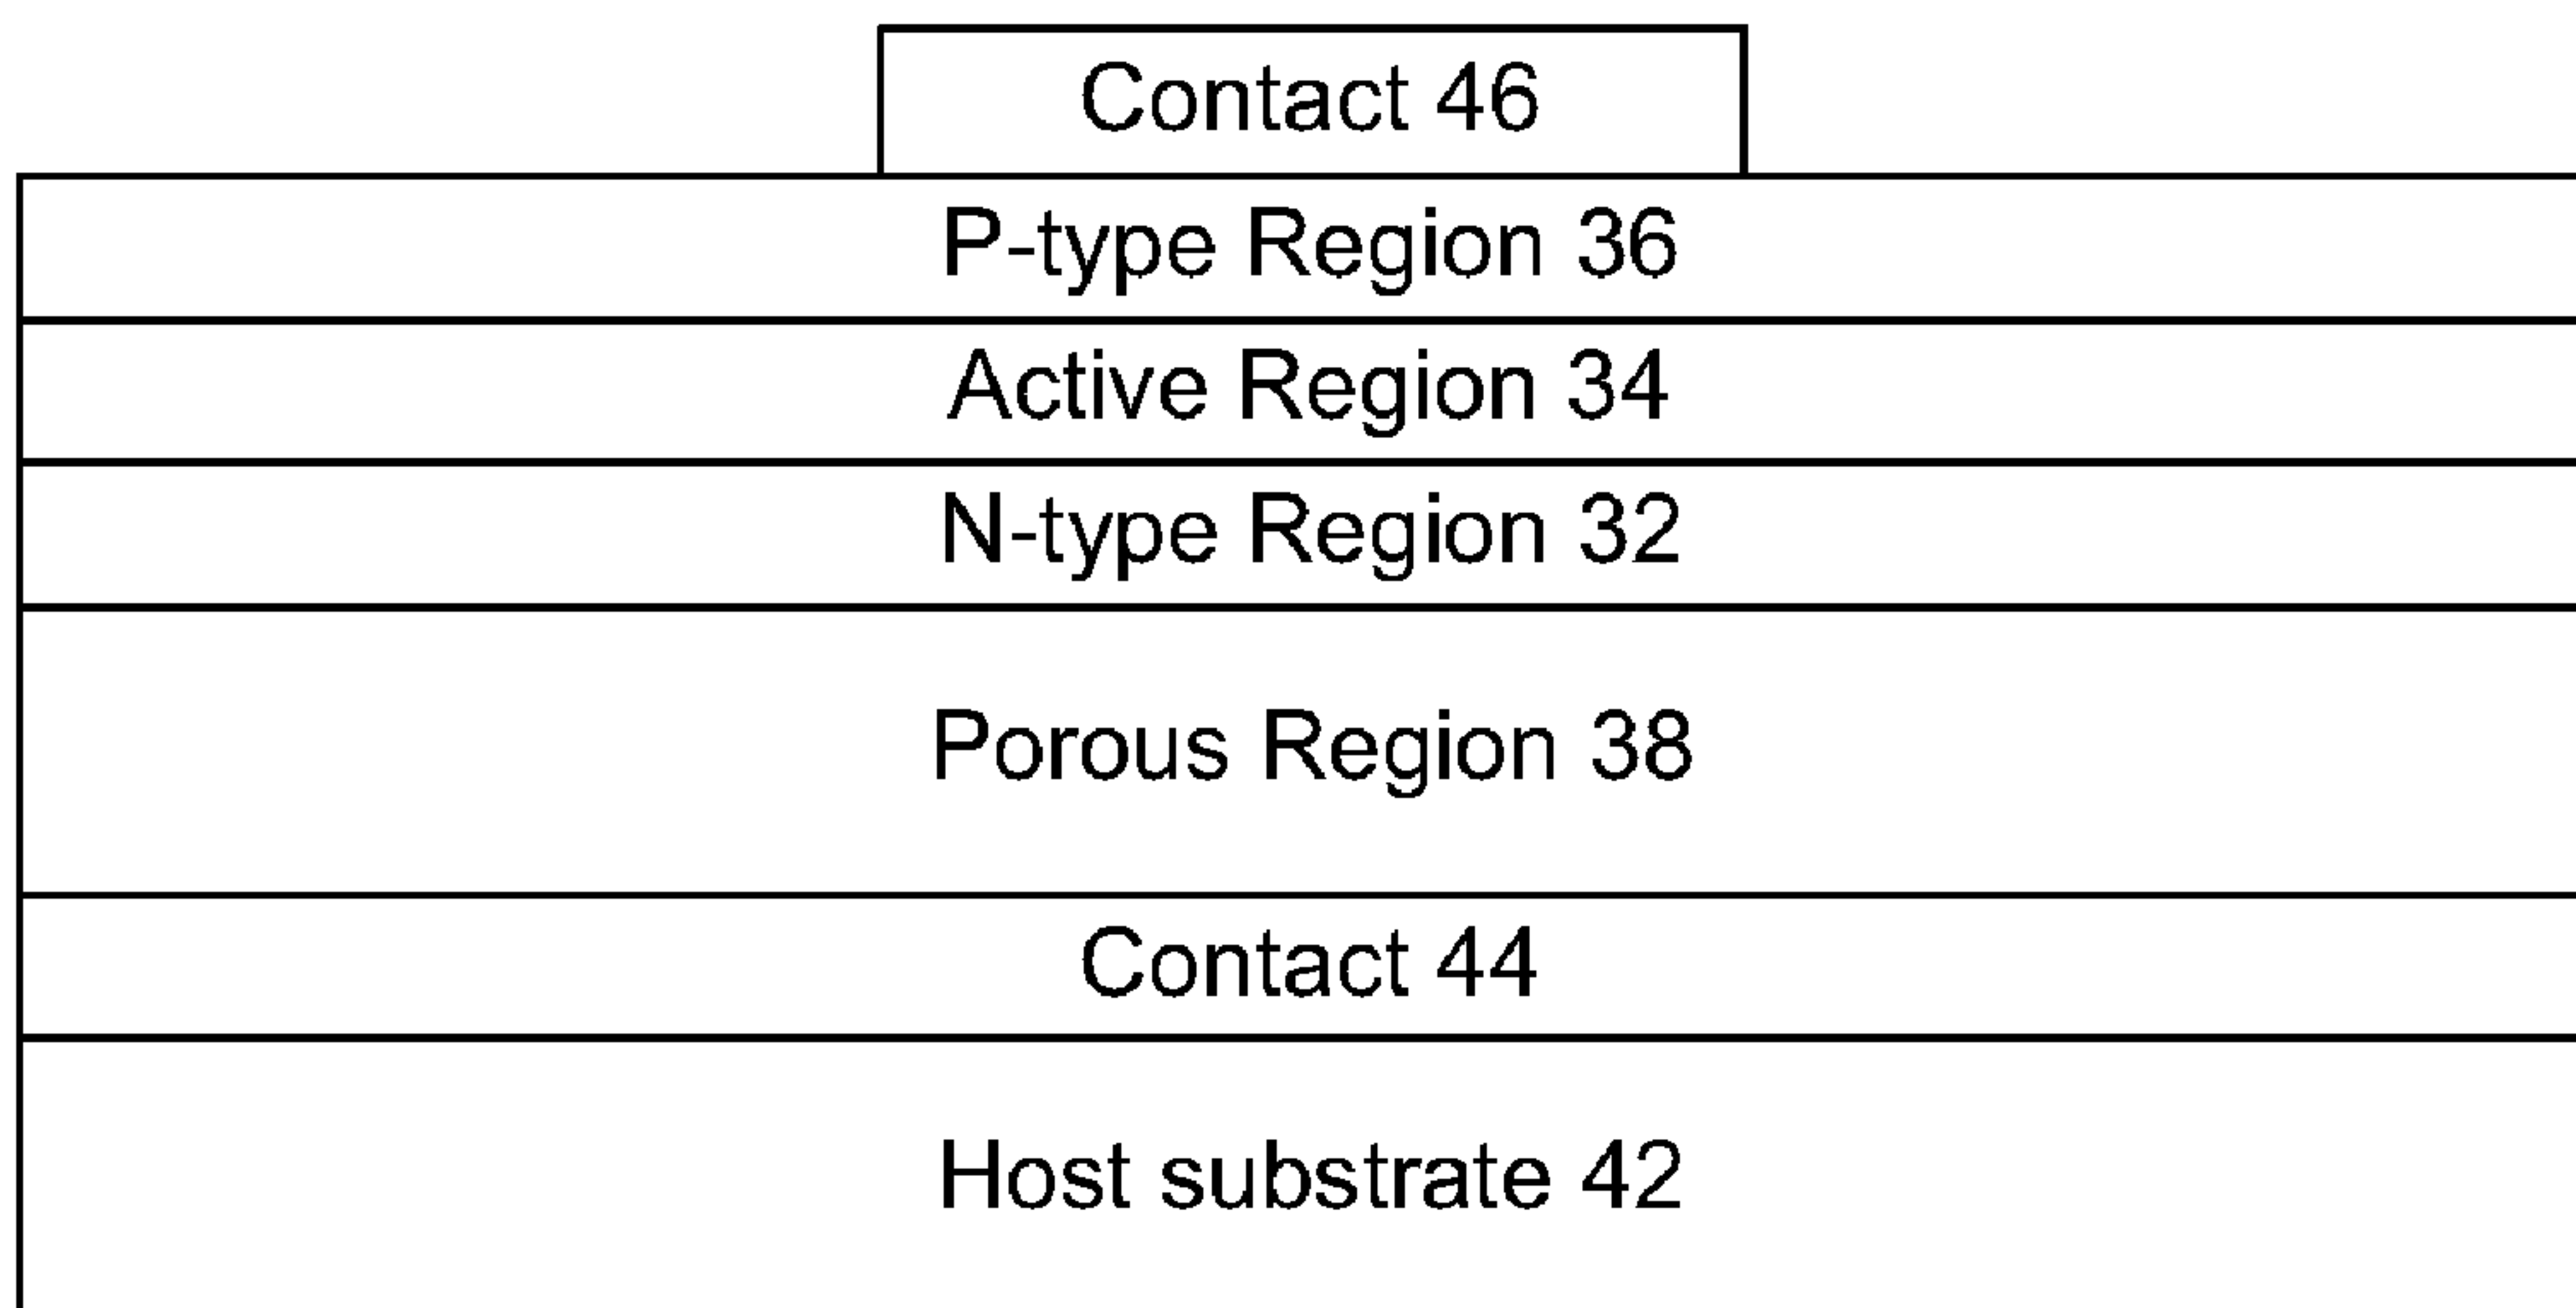 Contact 46
P-type Region 36
Active Region 34
N-type Region 32
Porous Region 38
Contact 44
Host substrate 42